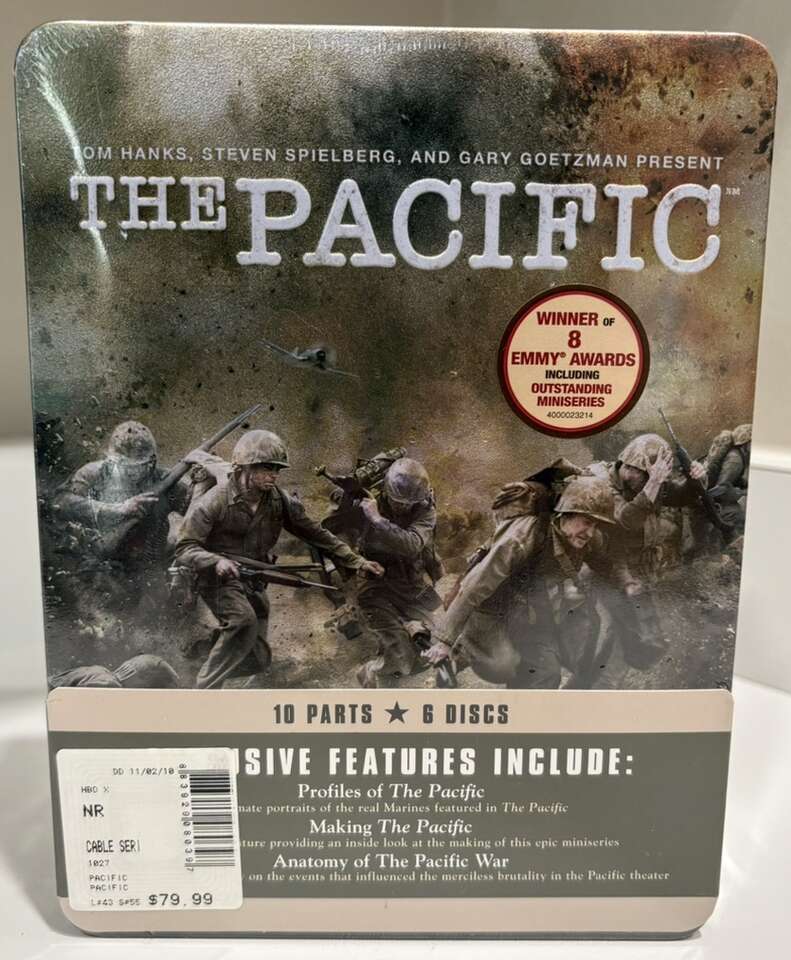 TOM HANKS, STEVEN SPIELBERG, AND GARY GOETZMAN PRESENT
THE PACIFIC SM
WINNER OF
8
EMMY® AWARDS
INCLUDING
OUTSTANDING
MINISERIES
4000023214
10 PARTS ★ 6 DISCS
SIVE FEATURES INCLUDE:
Profiles of The Pacific
mate portraits of the real Marines featured in The Pacific
Making The Pacific
ture providing an inside look at the making of this epic miniseries
Anatomy of The Pacific War
on the events that influenced the merciless brutality in the Pacific theater
DD 11/02/10
HBO X
NR
CABLE SERI
1027
PACIFIC
PACIFIC
L#43 S#55 $79.99